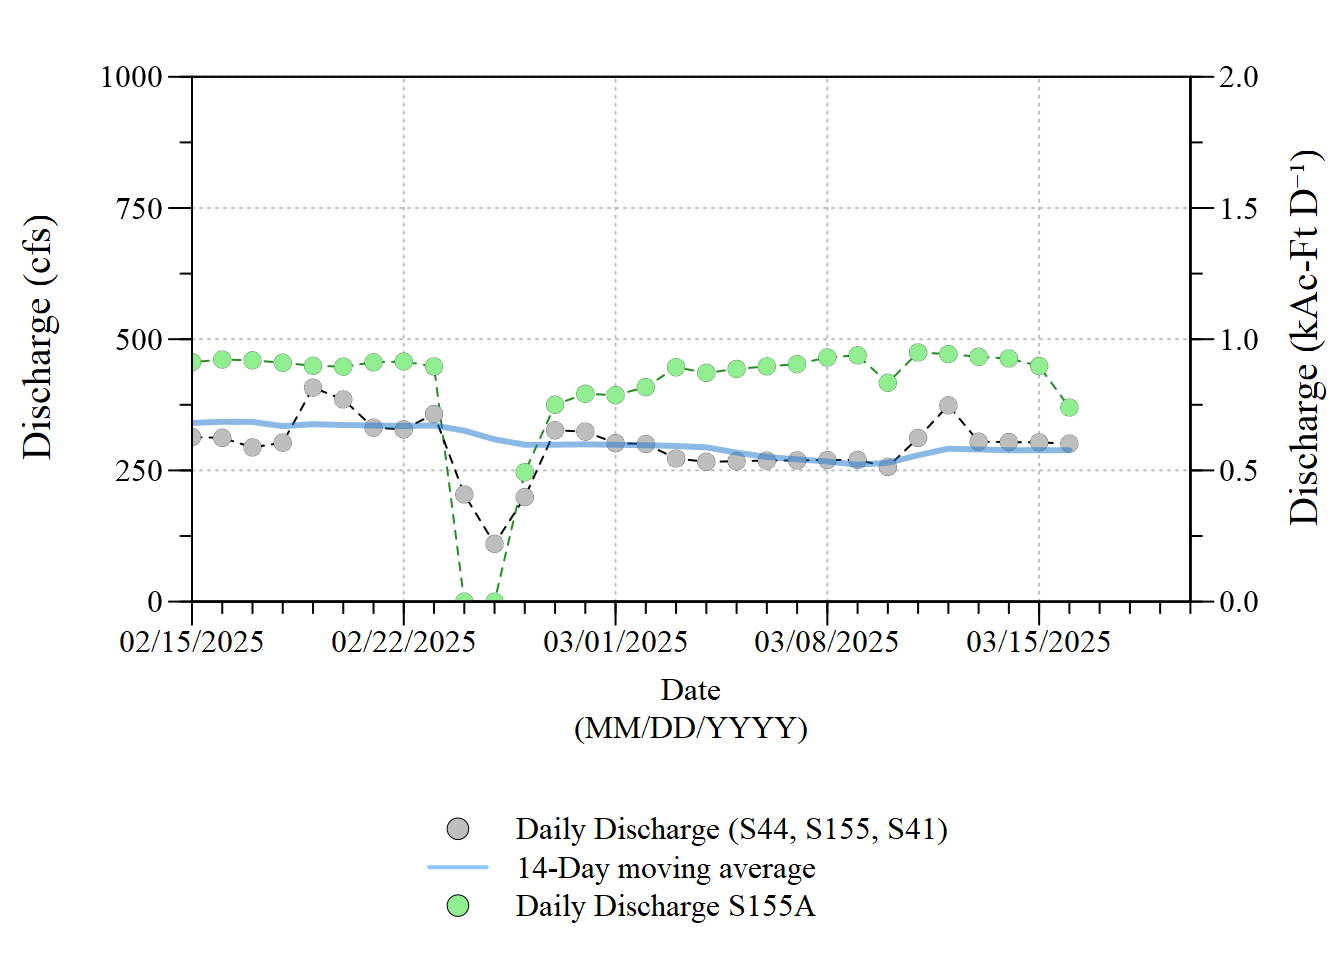 1000
750
500
250
0
Discharge (cfs)
2.0
1.5
1.0
0.5
0.0
Discharge (kAc-Ft D⁻¹)
02/15/2025 02/22/2025 03/01/2025 03/08/2025 03/15/2025
Date
(MM/DD/YYYY)
Daily Discharge (S44, S155, S41)
14-Day moving average
Daily Discharge S155A